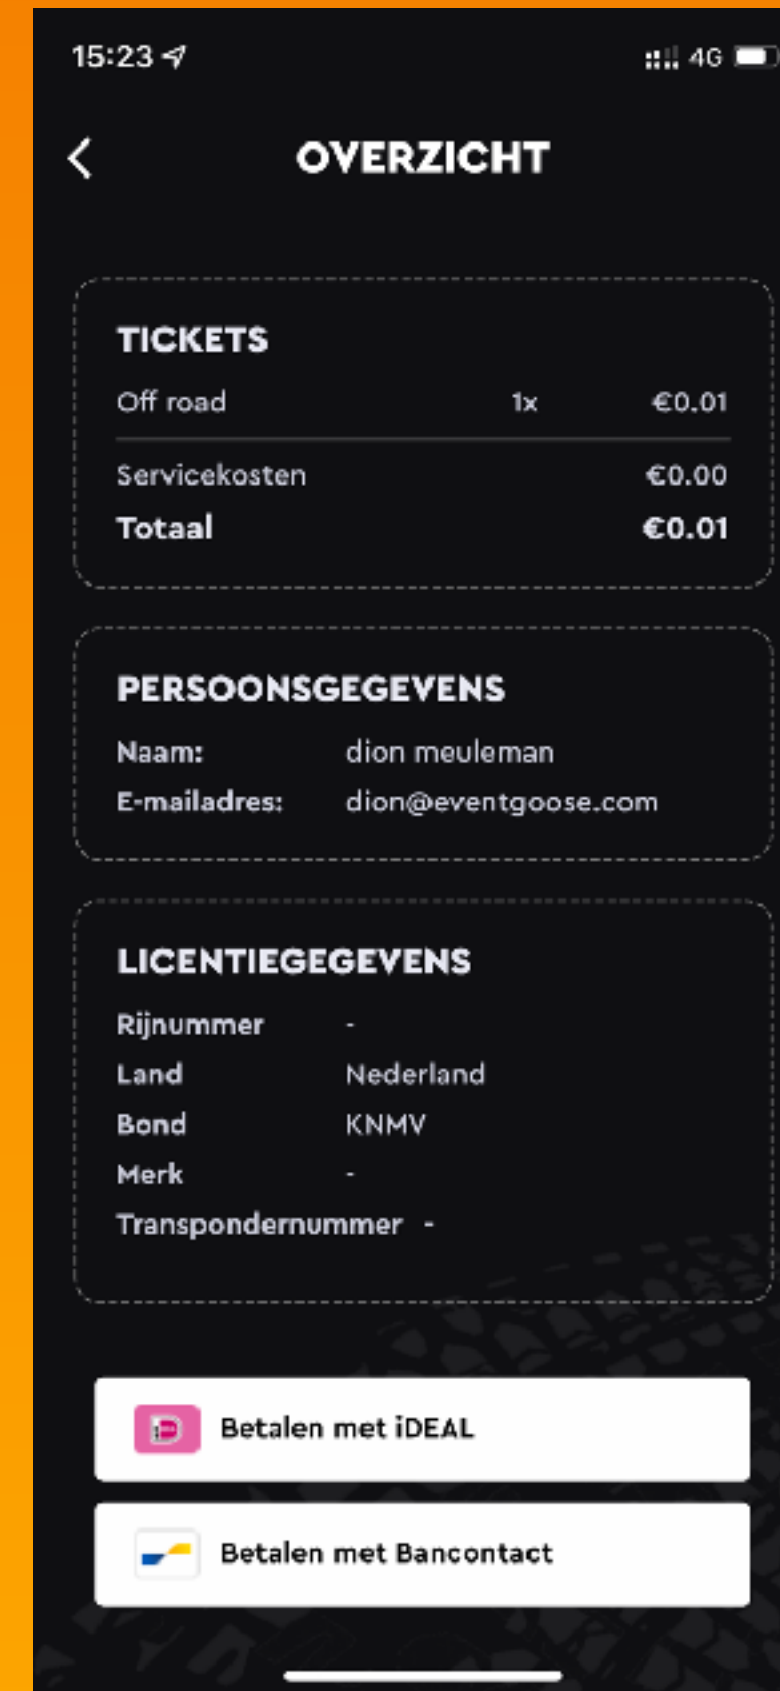 15:23 4G
OVERZICHT
TICKETS
Off road 1x €0.01
Servicekosten €0.00
Totaal €0.01
PERSOONSGEGEVENS
Naam: dion meuleman
E-mailadres: dion@eventgoose.com
LICENTIEGEGEVENS
Rijnummer -
Land Nederland
Bond KNMV
Merk -
Transpondernummer -
iD Betalen met iDEAL
Betalen met Bancontact